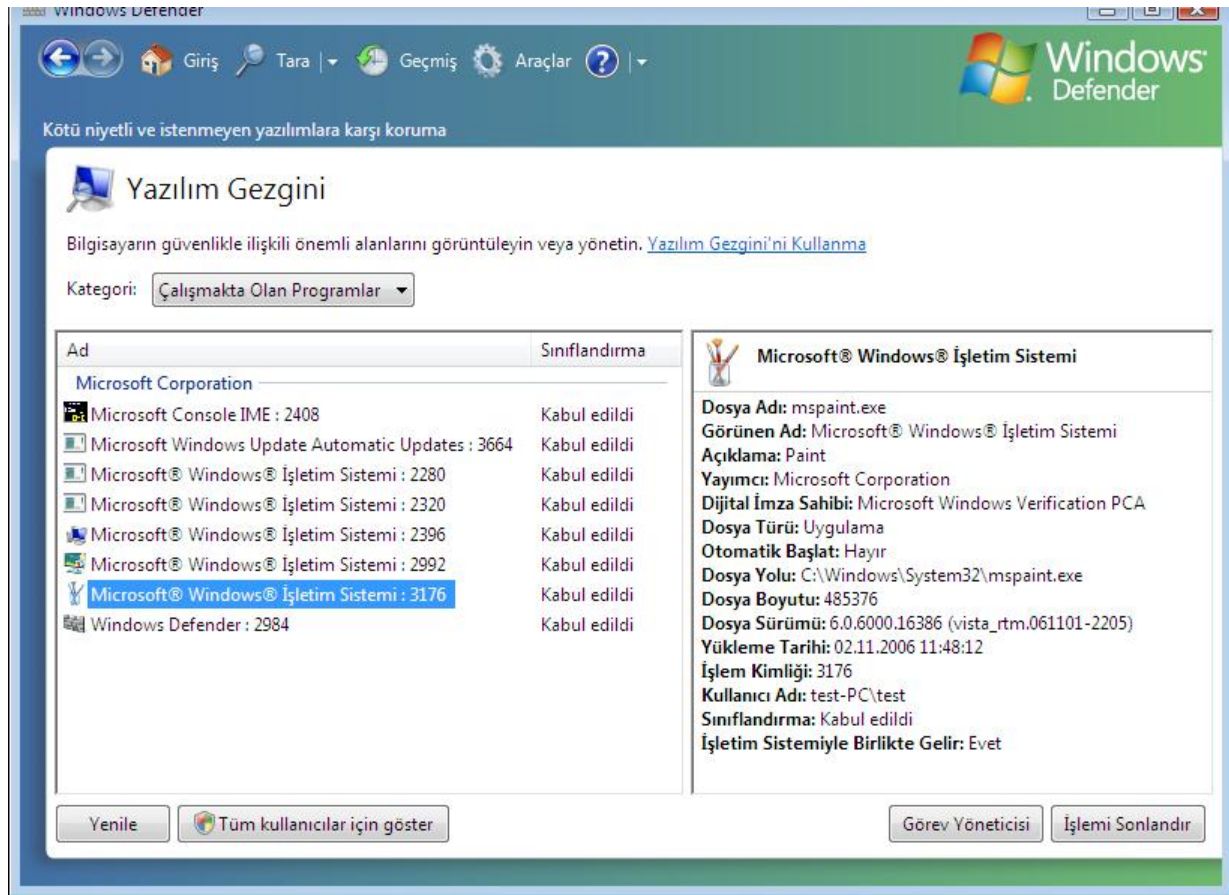 Windows Defender
Giriş Tara Geçmiş Araçlar ?
Windows Defender
Kötü niyetli ve istenmeyen yazılımlara karşı koruma
Yazılım Gezgini
Bilgisayarın güvenlikle ilişkili önemli alanlarını görüntüleyin veya yönetin. Yazılım Gezgini'ni Kullanma
Kategori: Çalışmakta Olan Programlar
Ad Sınıflandırma
Microsoft Corporation
Microsoft Console IME : 2408 Kabul edildi
Microsoft Windows Update Automatic Updates : 3664 Kabul edildi
Microsoft® Windows® İşletim Sistemi : 2280 Kabul edildi
Microsoft® Windows® İşletim Sistemi : 2320 Kabul edildi
Microsoft® Windows® İşletim Sistemi : 2396 Kabul edildi
Microsoft® Windows® İşletim Sistemi : 2992 Kabul edildi
Microsoft® Windows® İşletim Sistemi : 3176 Kabul edildi
Windows Defender : 2984 Kabul edildi
Microsoft® Windows® İşletim Sistemi
Dosya Adı: mspaint.exe
Görünen Ad: Microsoft® Windows® İşletim Sistemi
Açıklama: Paint
Yayımcı: Microsoft Corporation
Dijital İmza Sahibi: Microsoft Windows Verification PCA
Dosya Türü: Uygulama
Otomatik Başlat: Hayır
Dosya Yolu: C:\Windows\System32\mspaint.exe
Dosya Boyutu: 485376
Dosya Sürümü: 6.0.6000.16386 (vista_rtm.061101-2205)
Yükleme Tarihi: 02.11.2006 11:48:12
İşlem Kimliği: 3176
Kullanıcı Adı: test-PC\test
Sınıflandırma: Kabul edildi
İşletim Sistemiyle Birlikte Gelir: Evet
Yenile Tüm kullanıcılar için göster Görev Yöneticisi İşlemi Sonlandır